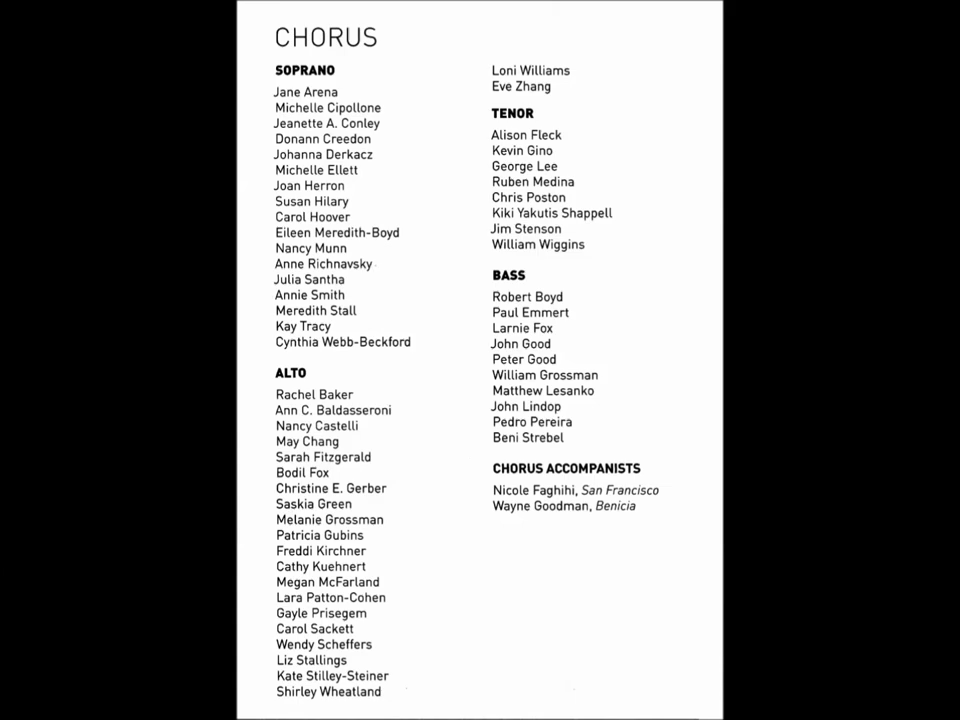 CHORUS
SOPRANO
Jane Arena
Michelle Cipollone
Jeanette A. Conley
Donann Creedon
Johanna Derkacz
Michelle Ellett
Joan Herron
Susan Hilary
Carol Hoover
Eileen Meredith-Boyd
Nancy Munn
Anne Richnavsky
Julia Santha
Annie Smith
Meredith Stall
Kay Tracy
Cynthia Webb-Beckford
ALTO
Rachel Baker
Ann C. Baldasseroni
Nancy Castelli
May Chang
Sarah Fitzgerald
Bodil Fox
Christine E. Gerber
Saskia Green
Melanie Grossman
Patricia Gubins
Freddi Kirchner
Cathy Kuehnert
Megan McFarland
Lara Patton-Cohen
Gayle Prisegem
Carol Sackett
Wendy Scheffers
Liz Stallings
Kate Stilley-Steiner
Shirley Wheatland
Loni Williams
Eve Zhang
TENOR
Alison Fleck
Kevin Gino
George Lee
Ruben Medina
Chris Poston
Kiki Yakutis Shappell
Jim Stenson
William Wiggins
BASS
Robert Boyd
Paul Emmert
Larnie Fox
John Good
Peter Good
William Grossman
Matthew Lesanko
John Lindop
Pedro Pereira
Beni Strebel
CHORUS ACCOMPANISTS
Nicole Faghihi, San Francisco
Wayne Goodman, Benicia